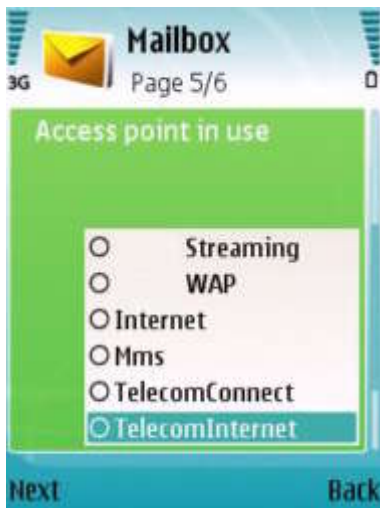 Mailbox
3G
Page 5/6
Access point in use
Streaming
WAP
Internet
Mms
TelecomConnect
TelecomInternet
Next Back